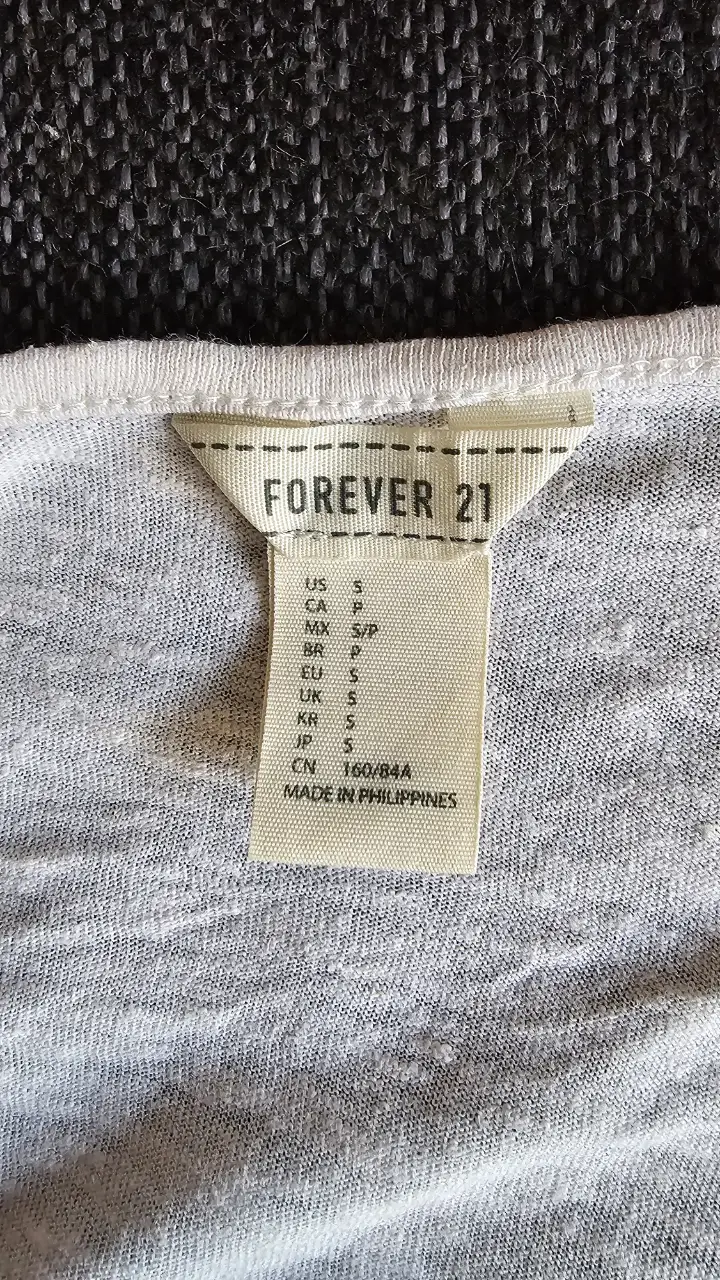 FOREVER 21
US S
CA P
MX S/P
BR P
EU S
UK S
KR S
JP S
CN 160/84A
MADE IN PHILIPPINES